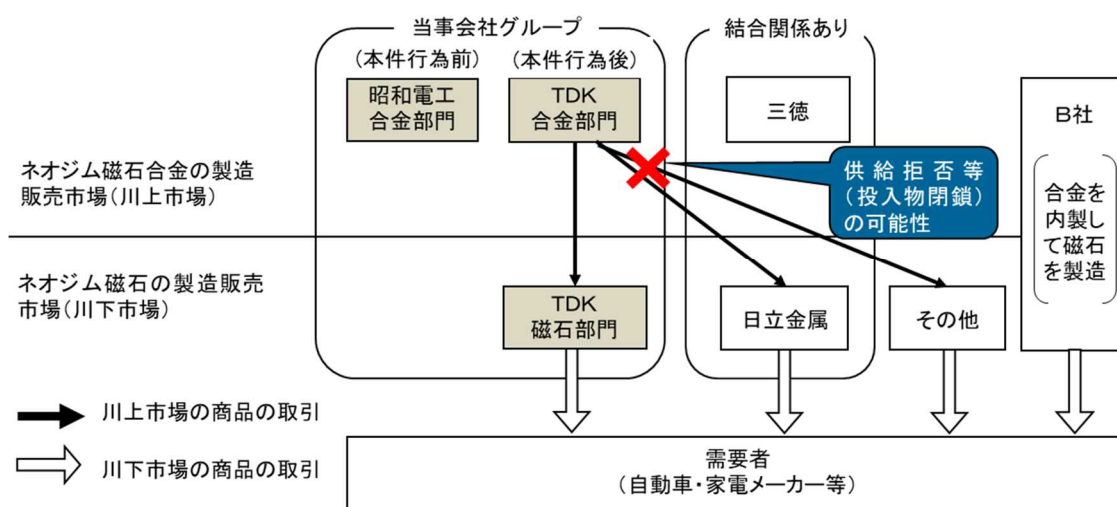 当事会社グループ
結合関係あり
(本件行為前)
(本件行為後)
昭和電工
合金部門
TDK
合金部門
三徳
B社
ネオジム磁石合金の製造
販売市場(川上市場)
供給拒否等
(投入物閉鎖)
の可能性
合金を
内製し
て磁石
を製造
ネオジム磁石の製造販売
市場(川下市場)
TDK
磁石部門
日立金属
その他
川上市場の商品の取引
川下市場の商品の取引
需要者
(自動車・家電メーカー等)